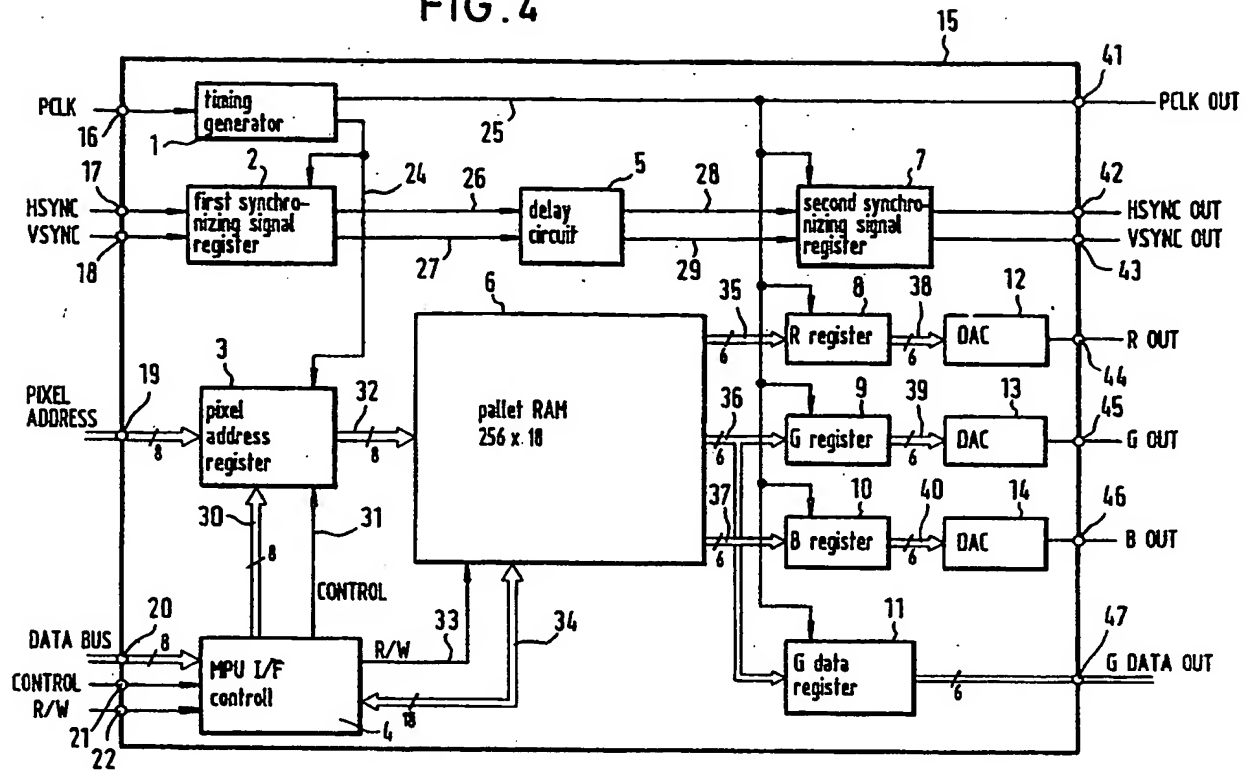 FIG. 4
15
41
PCLK
timing
generator
PCLK OUT
16
1
25
17
2
24
26
5
28
7
42
HSYNC
first synchro-
nizing signal
register
delay
circuit
second synchro-
nizing signal
register
HSYNC OUT
VSYNC
VSYNC OUT
18
27
29
43
6
35
8
38
12
R register
DAC
R OUT
6
6
44
3
32
36
9
39
13
45
PIXEL
ADDRESS
19
8
pixel
address
register
8
pallet RAM
256 x 18
6
G register
6
DAC
G OUT
37
10
40
14
46
30
31
8
6
B register
6
DAC
B OUT
CONTROL
33
34
11
47
DATA BUS
20
8
MPU I/F
controll
R/W
G data
register
6
G DATA OUT
CONTROL
R/W
21
22
4
18